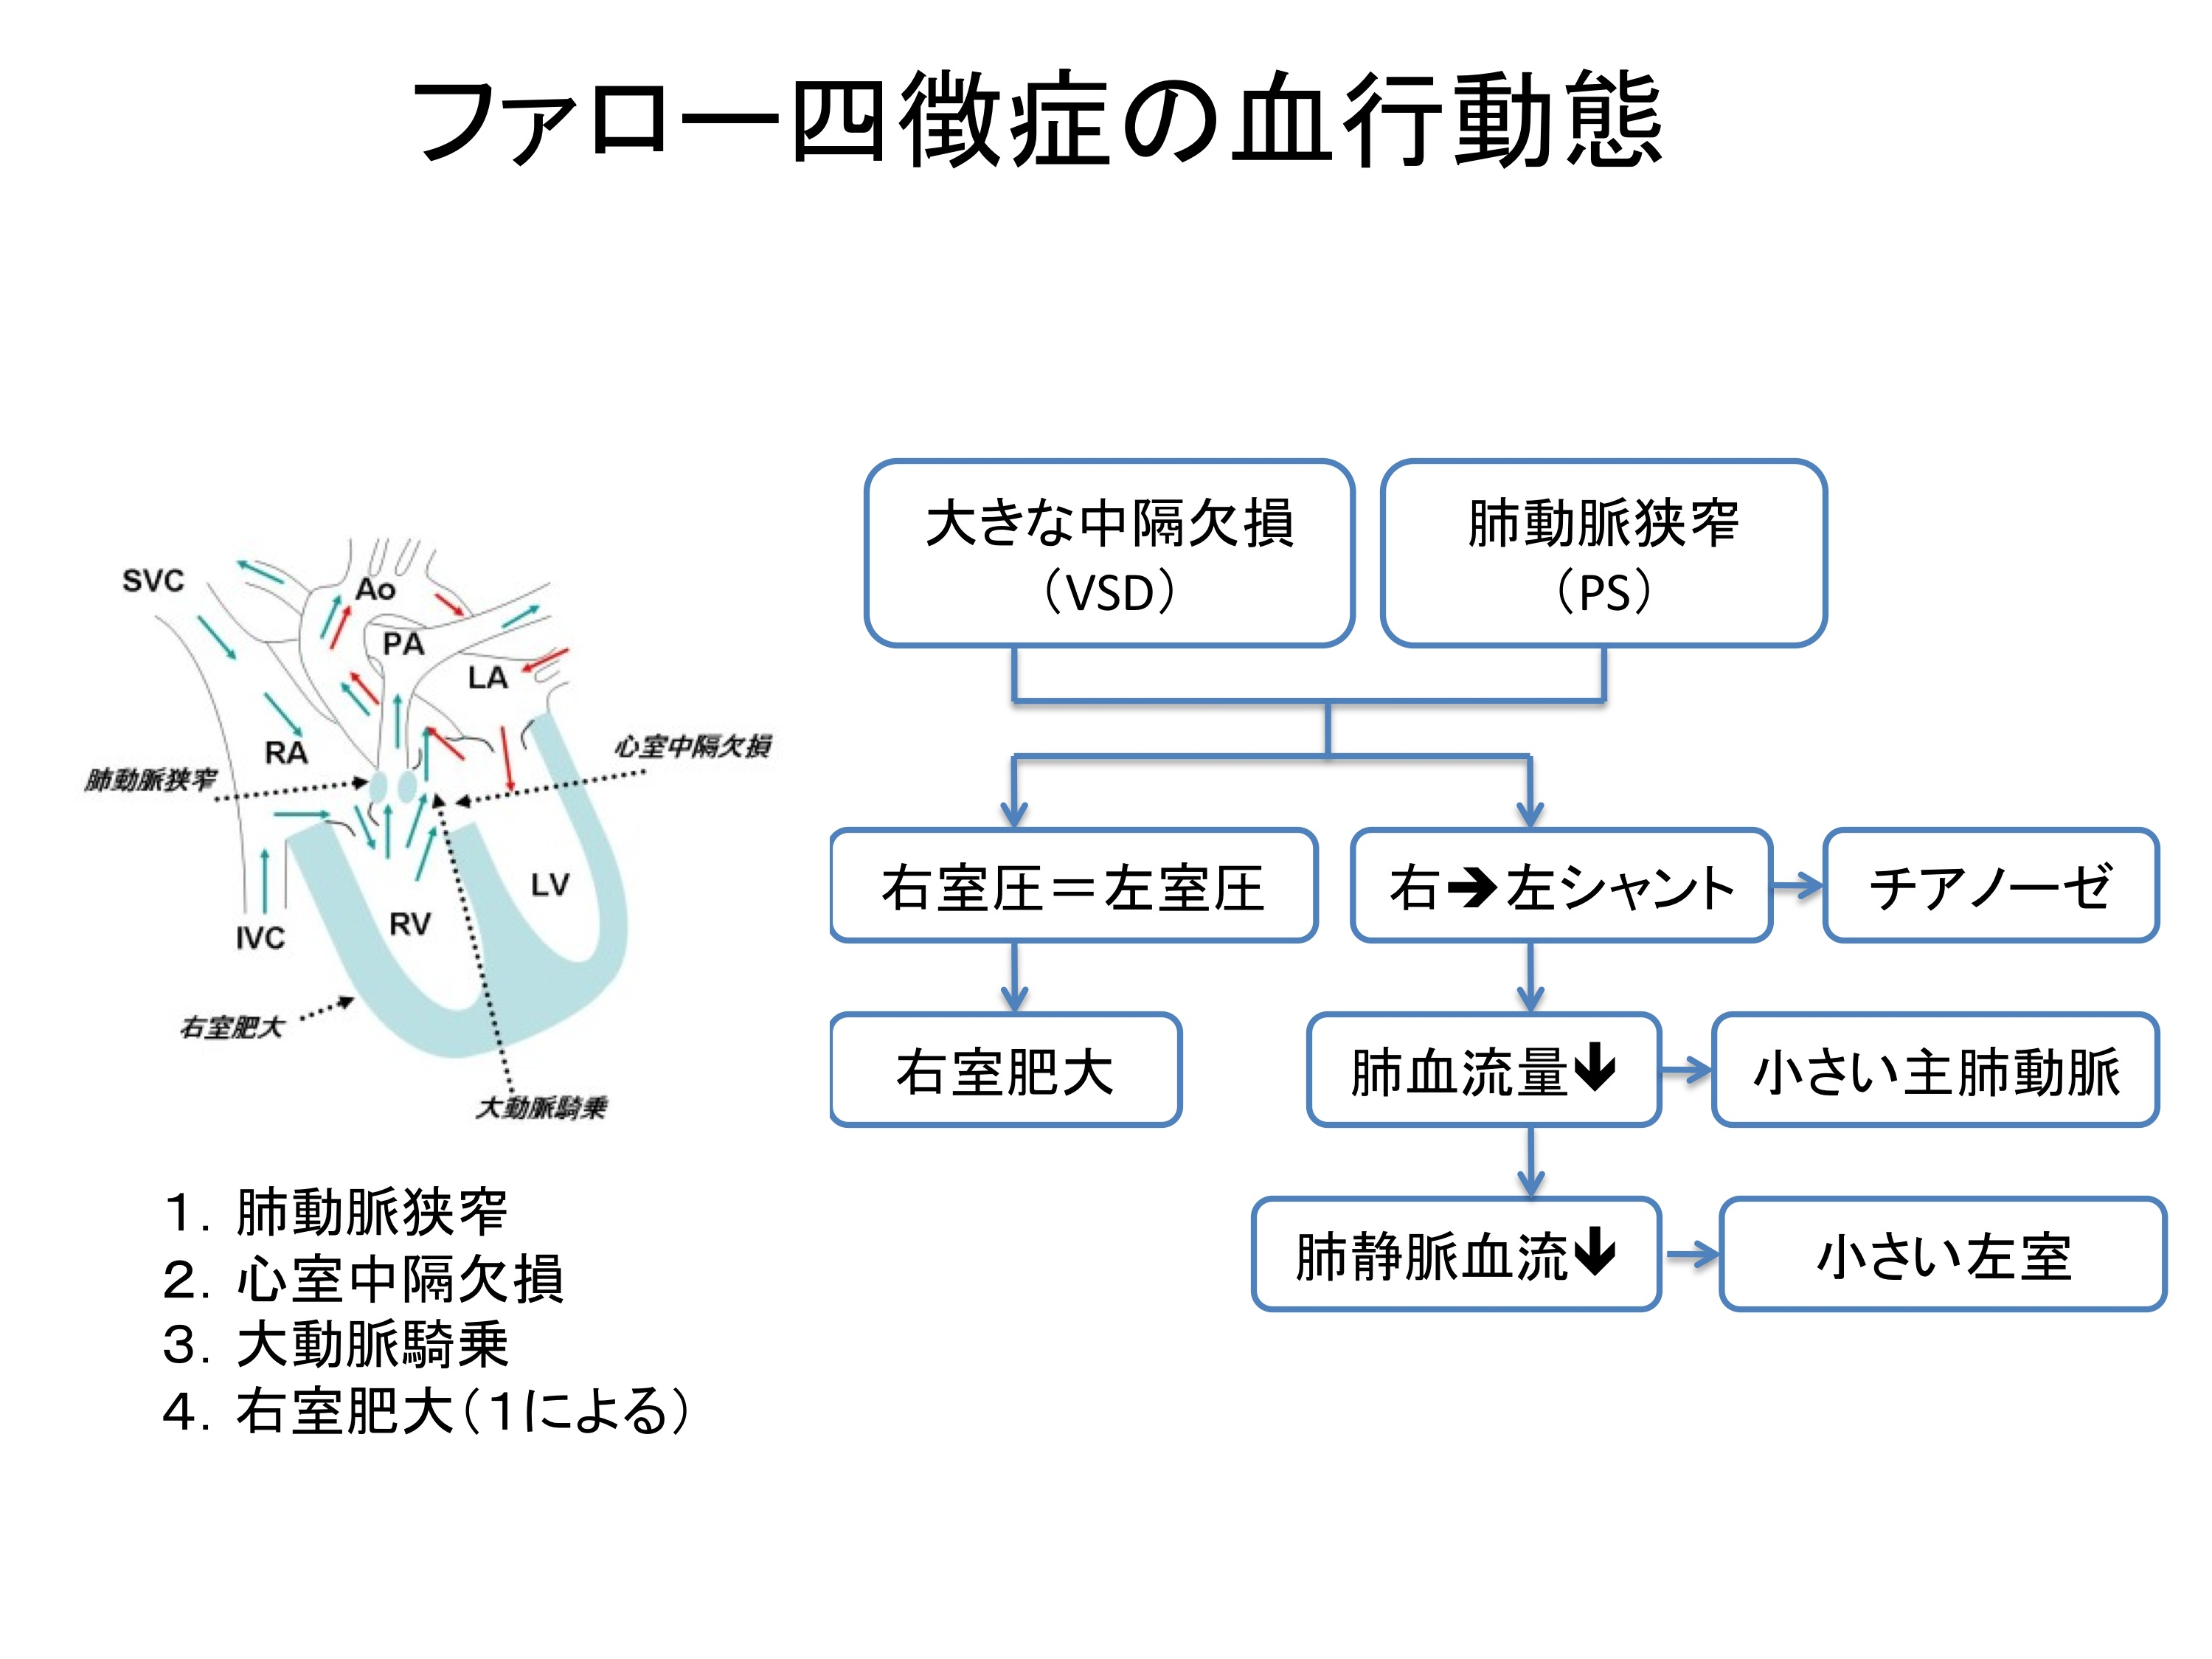 ファロー四徴症の血行動態
SVC
Ao
PA
LA
RA
心室中隔欠損
肺動脈狭窄
LV
RV
IVC
右室肥大
大動脈騎乗
1. 肺動脈狭窄
2. 心室中隔欠損
3. 大動脈騎乗
4. 右室肥大(1による)
大きな中隔欠損
(VSD)
肺動脈狭窄
(PS)
右室圧=左室圧
右➔左シャント
チアノーゼ
右室肥大
肺血流量↓
小さい主肺動脈
肺静脈血流↓
小さい左室